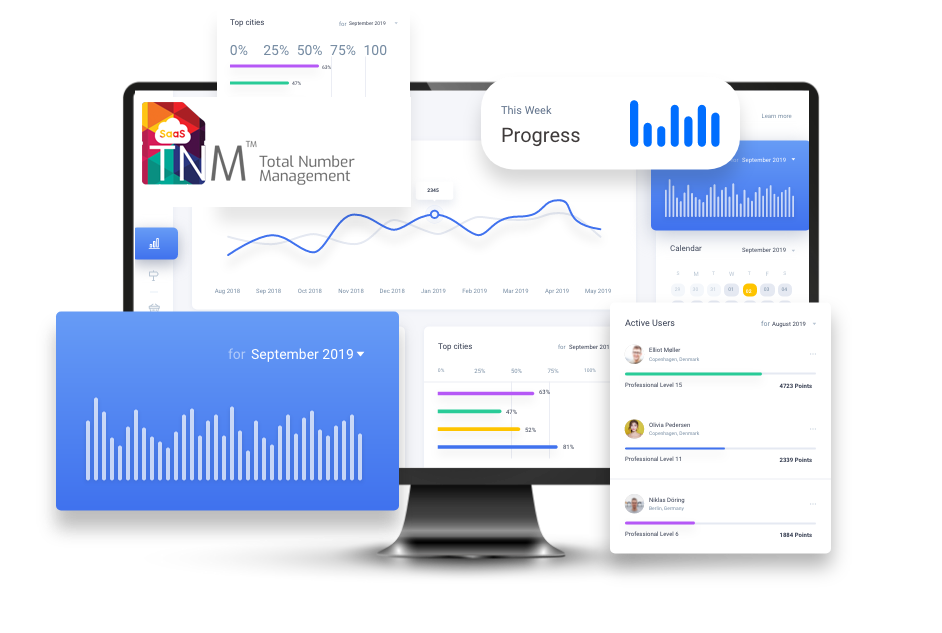 Top cities
for September 2019
0% 25% 50% 75% 100
63%
47%
SaaS
TNM TM
Total Number
Management
This Week
Progress
Learn more
September 2019
2345
Aug 2018 Sep 2018 Oct 2018 Nov 2018 Dec 2018 Jan 2019 Feb 2019 Mar 2019 Apr 2019 May 2019
Calendar
September 2019
S M T W T F S
29 30 31 01 02 03 04
for September 2019
Top cities
for September 201
0% 25% 50% 75% 100%
63%
47%
52%
81%
Active Users
for August 2019
Elliot Møller
Copenhagen, Denmark
Professional Level 15
4723 Points
Olivia Pedersen
Copenhagen, Denmark
Professional Level 11
2339 Points
Niklas Döring
Berlin, Germany
Professional Level 6
1884 Points